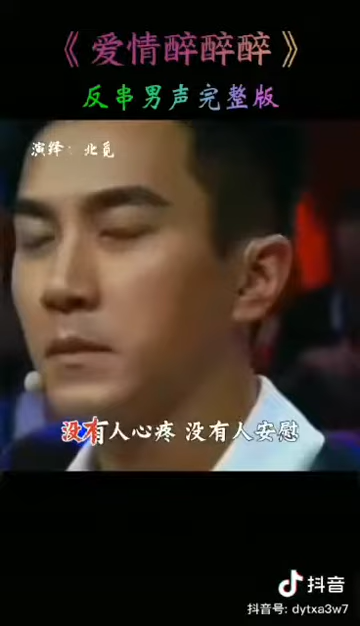 《爱情醉醉醉》
反串男声完整版
演绎：北觅
没有人心疼 没有人安慰
抖音
抖音号: dytxa3w7